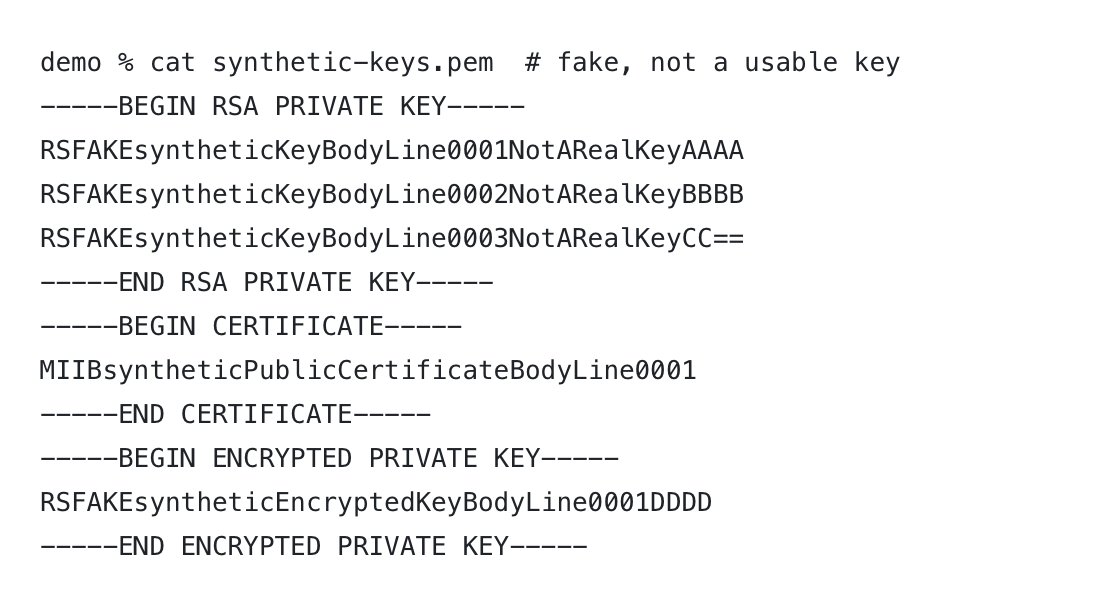 demo % cat synthetic-keys.pem  # fake, not a usable key
-----BEGIN RSA PRIVATE KEY-----
RSFAKEsyntheticKeyBodyLine0001NotARealKeyAAAA
RSFAKEsyntheticKeyBodyLine0002NotARealKeyBBBB
RSFAKEsyntheticKeyBodyLine0003NotARealKeyCC==
-----END RSA PRIVATE KEY-----
-----BEGIN CERTIFICATE-----
MIIBsyntheticPublicCertificateBodyLine0001
-----END CERTIFICATE-----
-----BEGIN ENCRYPTED PRIVATE KEY-----
RSFAKEsyntheticEncryptedKeyBodyLine0001DDDD
-----END ENCRYPTED PRIVATE KEY-----